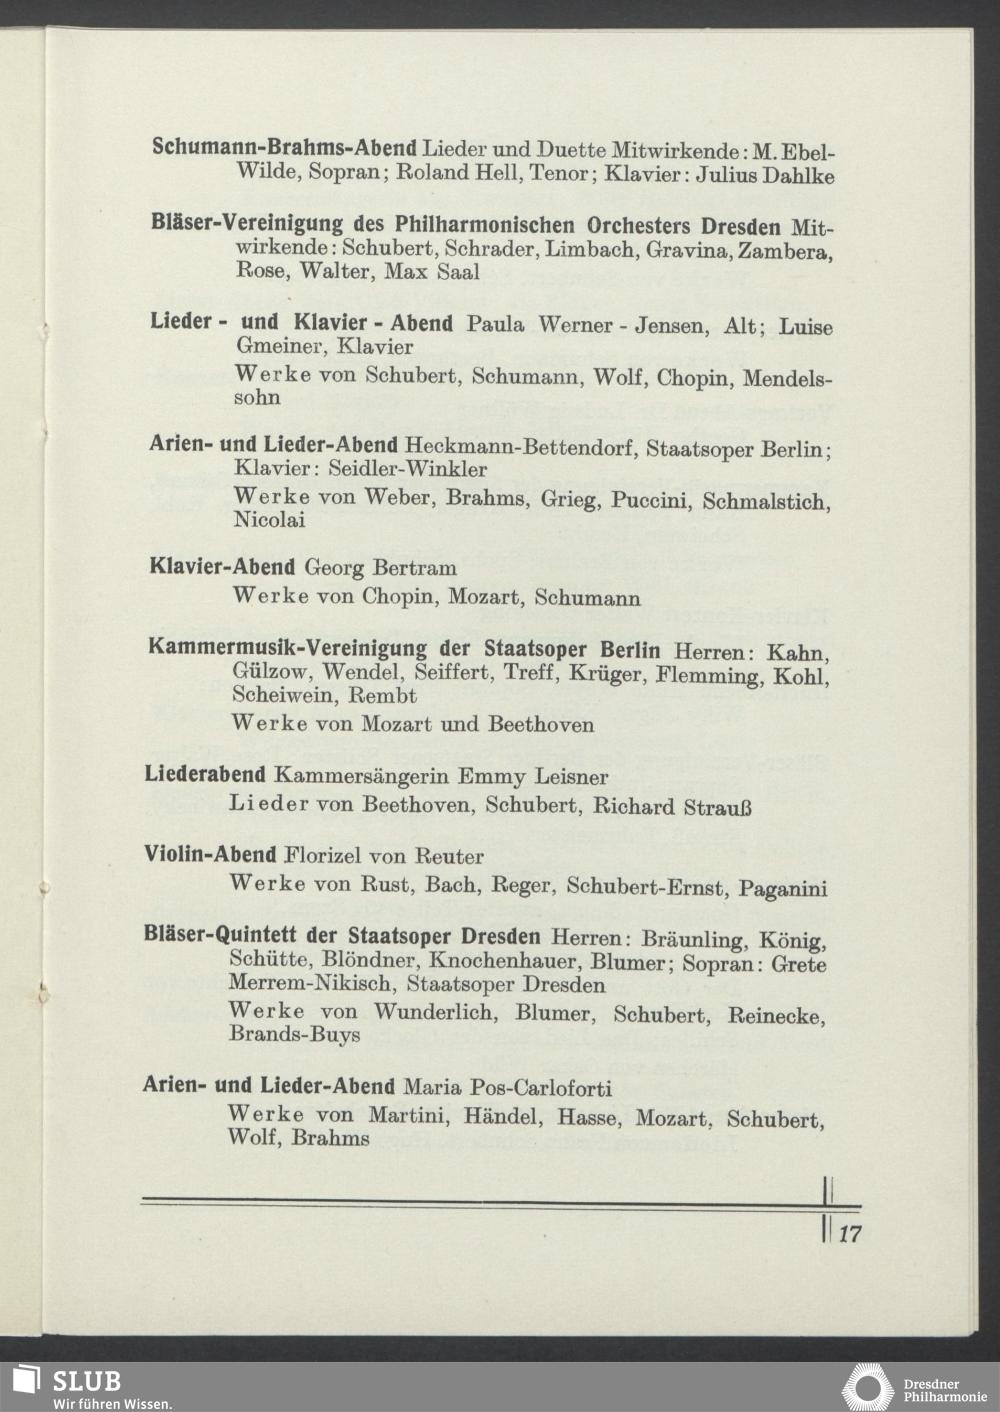 Schumann-Brahms-Abend Lieder und Duette Mitwirkende: M. Ebel-
Wilde, Sopran; Roland Hell, Tenor; Klavier: Julius Dahlke
Bläser-Vereinigung des Philharmonischen Orchesters Dresden Mit-
wirkende: Schubert, Schrader, Limbach, Gravina, Zambera,
Rose, Walter, Max Saal
Lieder - und Klavier - Abend Paula Werner - Jensen, Alt; Luise
Gmeiner, Klavier
Werke von Schubert, Schumann, Wolf, Chopin, Mendels-
sohn
Arien- und Lieder-Abend Heckmann-Bettendorf, Staatsoper Berlin;
Klavier: Seidler-Winkler
Werke von Weber, Brahms, Grieg, Puccini, Schmalstich,
Nicolai
Klavier-Abend Georg Bertram
Werke von Chopin, Mozart, Schumann
Kammermusik-Vereinigung der Staatsoper Berlin Herren: Kahn,
Gülzow, Wendel, Seiffert, Treff, Krüger, Flemming, Kohl,
Scheiwein, Rembt
Werke von Mozart und Beethoven
Liederabend Kammersängerin Emmy Leisner
Lieder von Beethoven, Schubert, Richard Strauß
Violin-Abend Florizel von Reuter
Werke von Rust, Bach, Reger, Schubert-Ernst, Paganini
Bläser-Quintett der Staatsoper Dresden Herren: Bräunling, König,
Schütte, Blöndner, Knochenhauer, Blumer; Sopran: Grete
Merrem-Nikisch, Staatsoper Dresden
Werke von Wunderlich, Blumer, Schubert, Reinecke,
Brands-Buys
Arien- und Lieder-Abend Maria Pos-Carloforti
Werke von Martini, Händel, Hasse, Mozart, Schubert,
Wolf, Brahms
17
SLUB
Wir führen Wissen.
Dresdner
Philharmonie